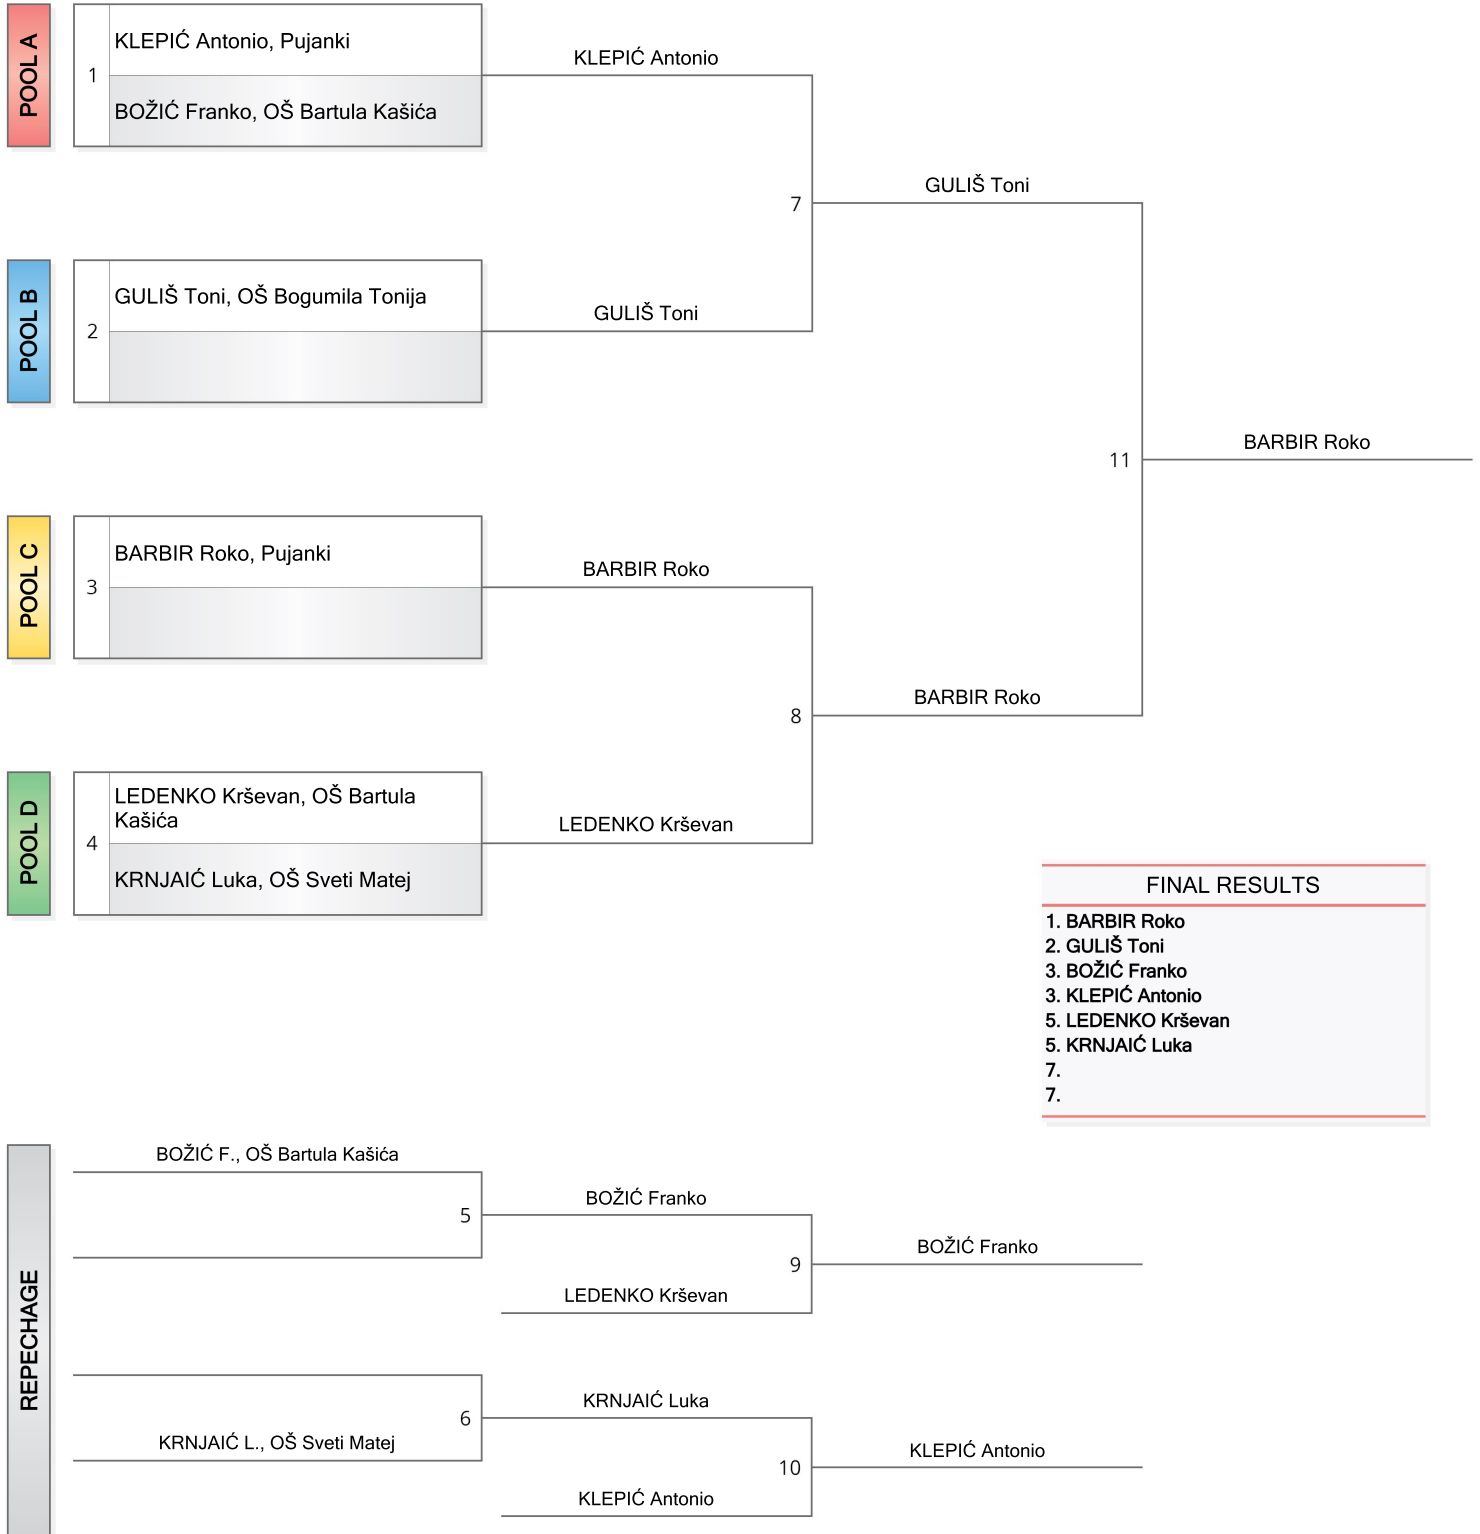 POOL A
1
KLEPIĆ Antonio, Pujanki
BOŽIĆ Franko, OŠ Bartula Kašića
KLEPIĆ Antonio
7
GULIŠ Toni
POOL B
2
GULIŠ Toni, OŠ Bogumila Tonija
GULIŠ Toni
11
BARBIR Roko
POOL C
3
BARBIR Roko, Pujanki
BARBIR Roko
8
BARBIR Roko
POOL D
4
LEDENKO Krševan, OŠ Bartula
Kašića
KRNJAIĆ Luka, OŠ Sveti Matej
LEDENKO Krševan
FINAL RESULTS
1. BARBIR Roko
2. GULIŠ Toni
3. BOŽIĆ Franko
3. KLEPIĆ Antonio
5. LEDENKO Krševan
5. KRNJAIĆ Luka
7.
7.
REPECHAGE
BOŽIĆ F., OŠ Bartula Kašića
5
BOŽIĆ Franko
9
BOŽIĆ Franko
LEDENKO Krševan
6
KRNJAIĆ Luka
KRNJAIĆ L., OŠ Sveti Matej
10
KLEPIĆ Antonio
KLEPIĆ Antonio